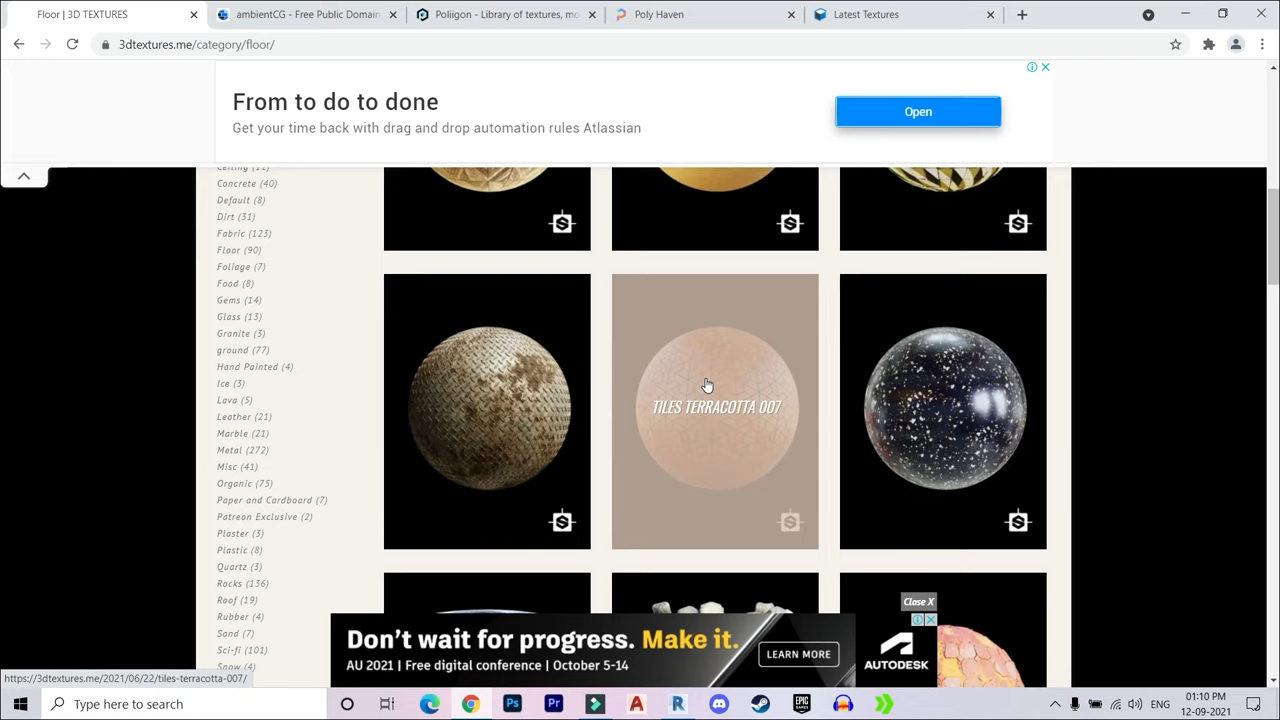 Floor | 3D TEXTURES
ambientCG - Free Public Domain
Poliigon - Library of textures, mo
Poly Haven
Latest Textures
3dtextures.me/category/floor/
From to do to done
Get your time back with drag and drop automation rules Atlassian
Open
Ceiling (11)
Concrete (40)
Default (8)
Dirt (31)
Fabric (123)
Floor (90)
Foliage (7)
Food (8)
Gems (14)
Glass (13)
Granite (3)
ground (77)
Hand Painted (4)
Ice (3)
Lava (5)
Leather (21)
Marble (21)
Metal (272)
Misc (41)
Organic (75)
Paper and Cardboard (7)
Patreon Exclusive (2)
Plaster (3)
Plastic (8)
Quartz (3)
Rocks (136)
Roof (19)
Rubber (4)
Sand (7)
Sci-fi (101)
Snow (4)
TILES TERRACOTTA 007
Close X
Don't wait for progress. Make it.
AU 2021 | Free digital conference | October 5-14
LEARN MORE
AUTODESK
https://3dtextures.me/2021/06/22/tiles-terracotta-007/
Type here to search
ENG
01:10 PM
12-09-2021